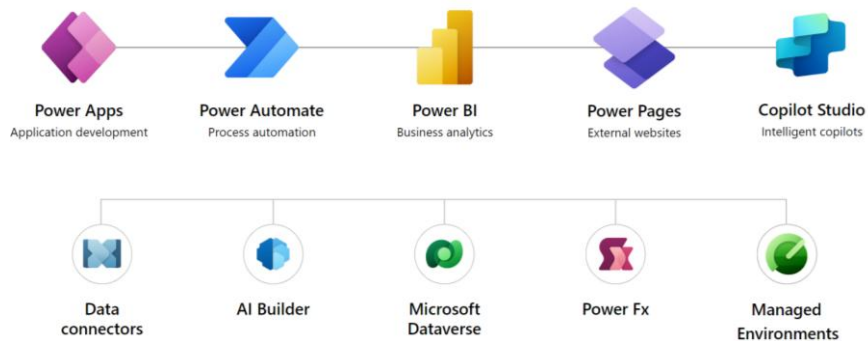 Power Apps
Power Automate
Power BI
Power Pages
Copilot Studio
Application development
Process automation
Business analytics
External websites
Intelligent copilots
Data
connectors
AI Builder
Microsoft
Dataverse
Power Fx
Managed
Environments